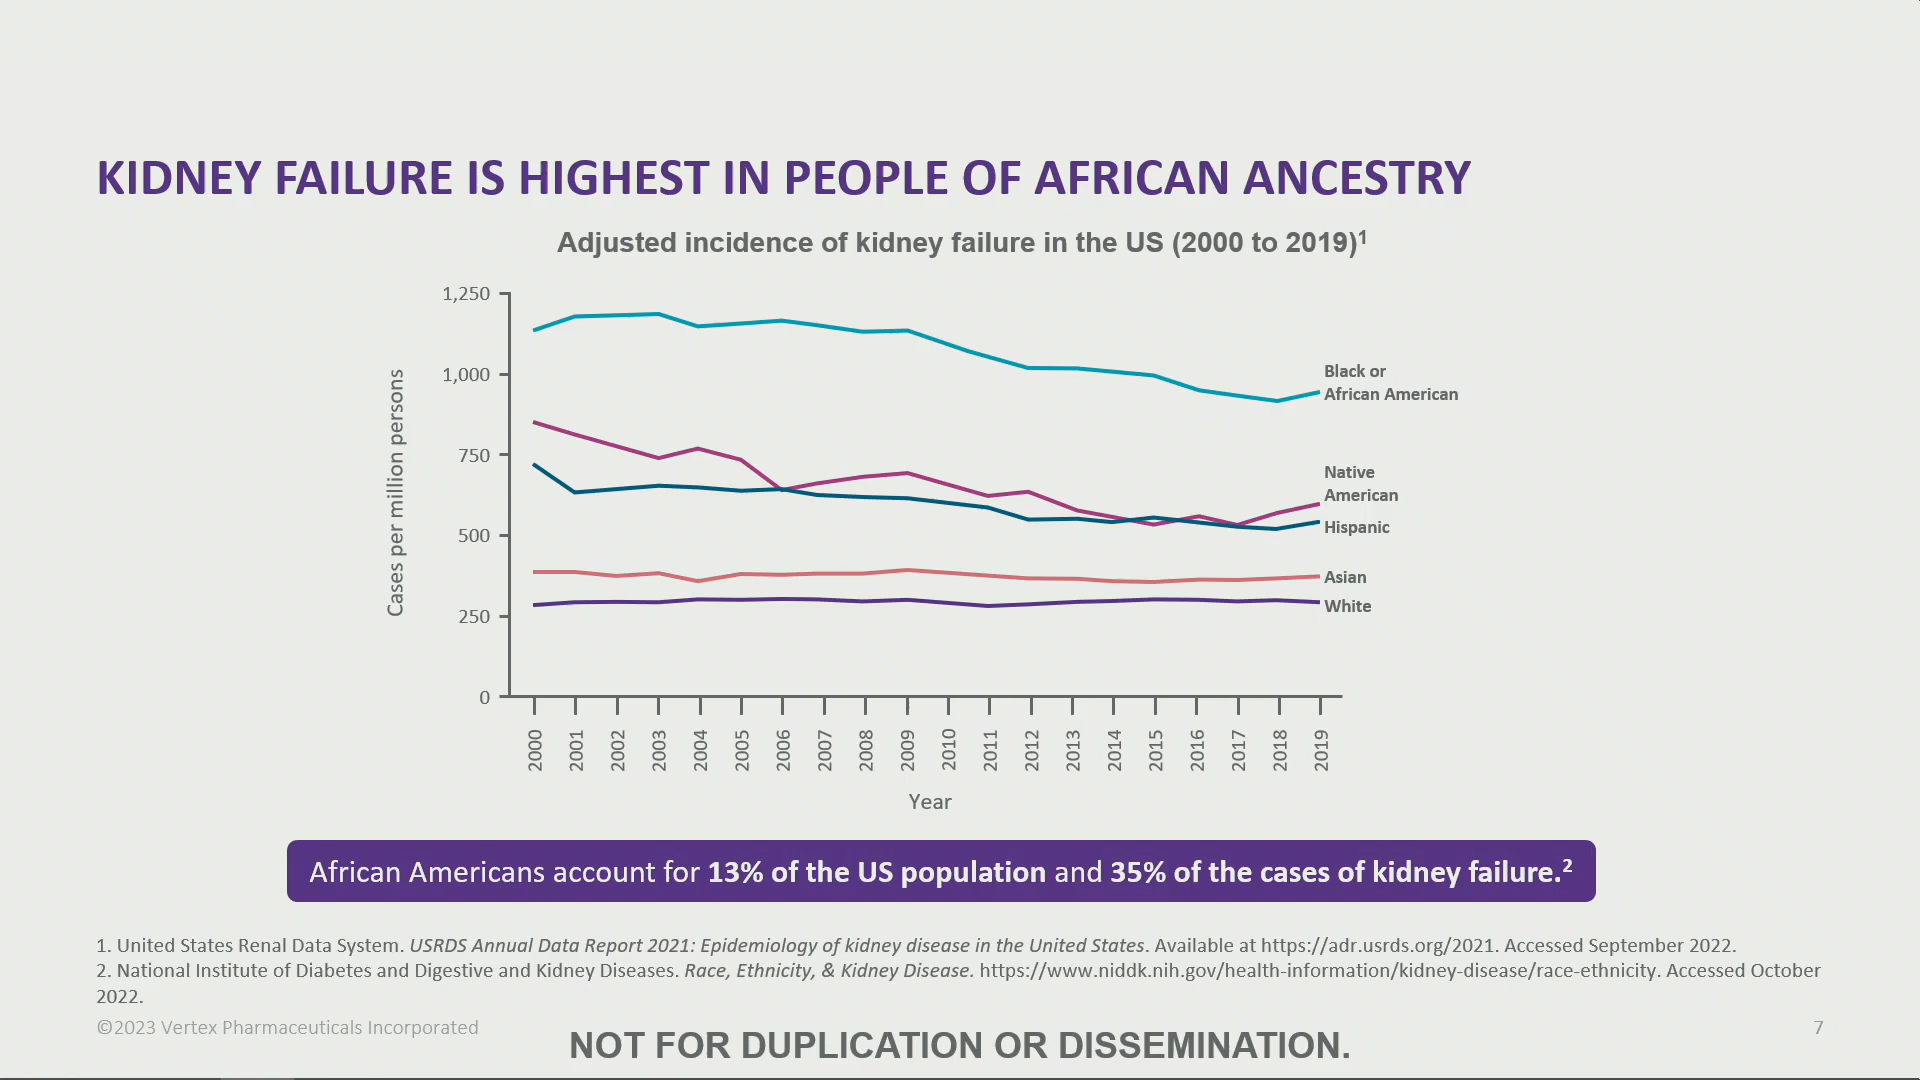 KIDNEY FAILURE IS HIGHEST IN PEOPLE OF AFRICAN ANCESTRY
Adjusted incidence of kidney failure in the US (2000 to 2019)¹
Cases per million persons
1,250
1,000
750
500
250
0
Black or
African American
Native
American
Hispanic
Asian
White
2000 2001 2002 2003 2004 2005 2006 2007 2008 2009 2010 2011 2012 2013 2014 2015 2016 2017 2018 2019
Year
African Americans account for 13% of the US population and 35% of the cases of kidney failure.²
1. United States Renal Data System. USRDS Annual Data Report 2021: Epidemiology of kidney disease in the United States. Available at https://adr.usrds.org/2021. Accessed September 2022.
2. National Institute of Diabetes and Digestive and Kidney Diseases. Race, Ethnicity, & Kidney Disease. https://www.niddk.nih.gov/health-information/kidney-disease/race-ethnicity. Accessed October
2022.
©2023 Vertex Pharmaceuticals Incorporated
NOT FOR DUPLICATION OR DISSEMINATION.
7